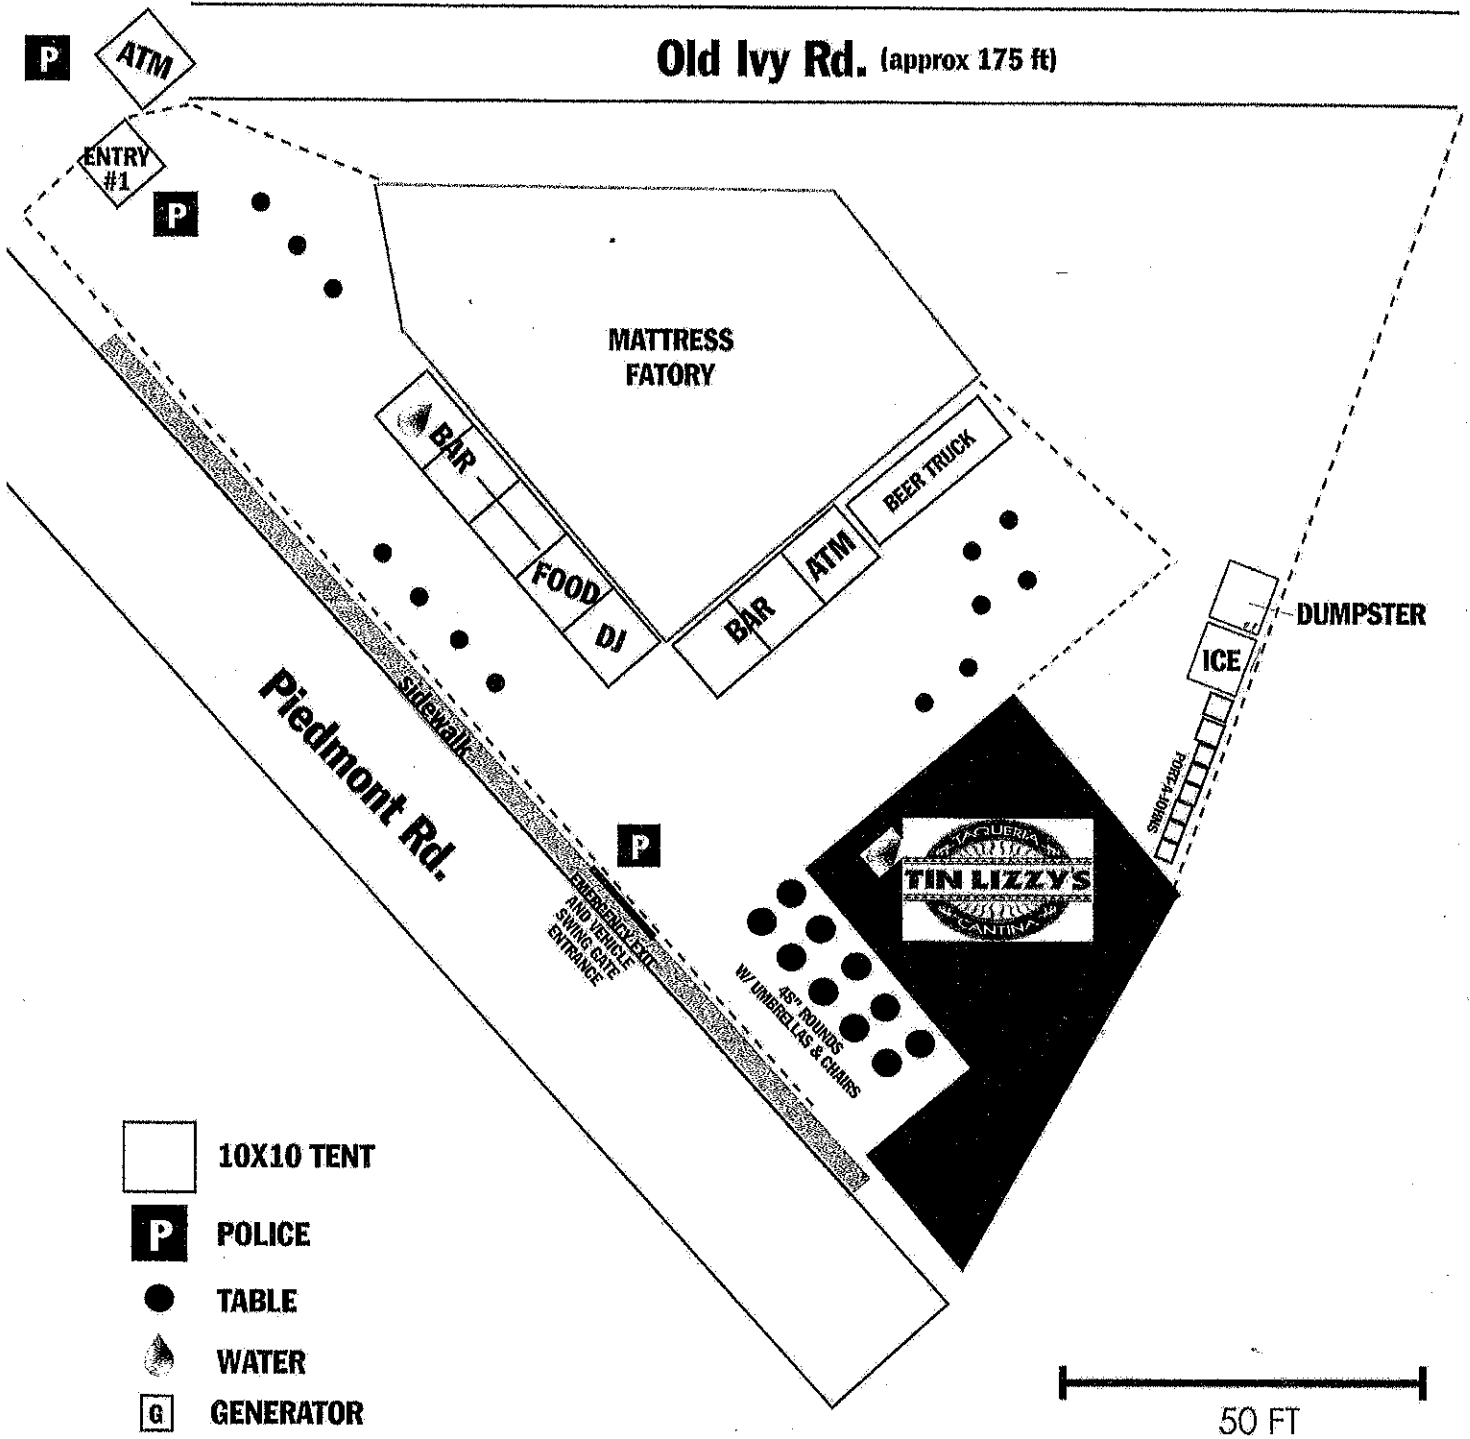 P
ATM
Old Ivy Rd. (approx 175 ft)
ENTRY
#1
P
MATTRESS
FATORY
BAR
BEER TRUCK
FOOD
ATM
DJ
BAR
DUMPSTER
ICE
sidewalk
Piedmont Rd.
PORT-A-JOHNS
P
TAQUERIA
TIN LIZZY'S
CANTINA
EMERGENCY EXIT
AND VEHICLE
SWING GATE
ENTRANCE
48" ROUNDS
W/ UMBRELLAS & CHAIRS
10X10 TENT
P POLICE
TABLE
WATER
G GENERATOR
50 FT